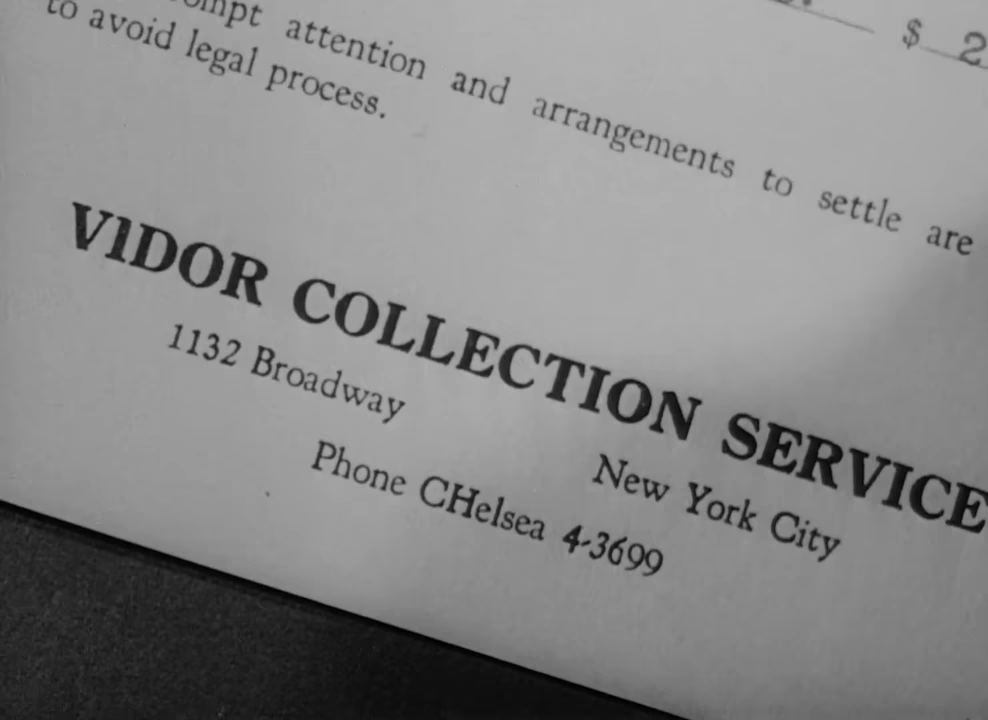 $ 2
attention and arrangements to settle are
to avoid legal process.
VIDOR COLLECTION SERVICE
1132 Broadway New York City
Phone CHelsea 4-3699